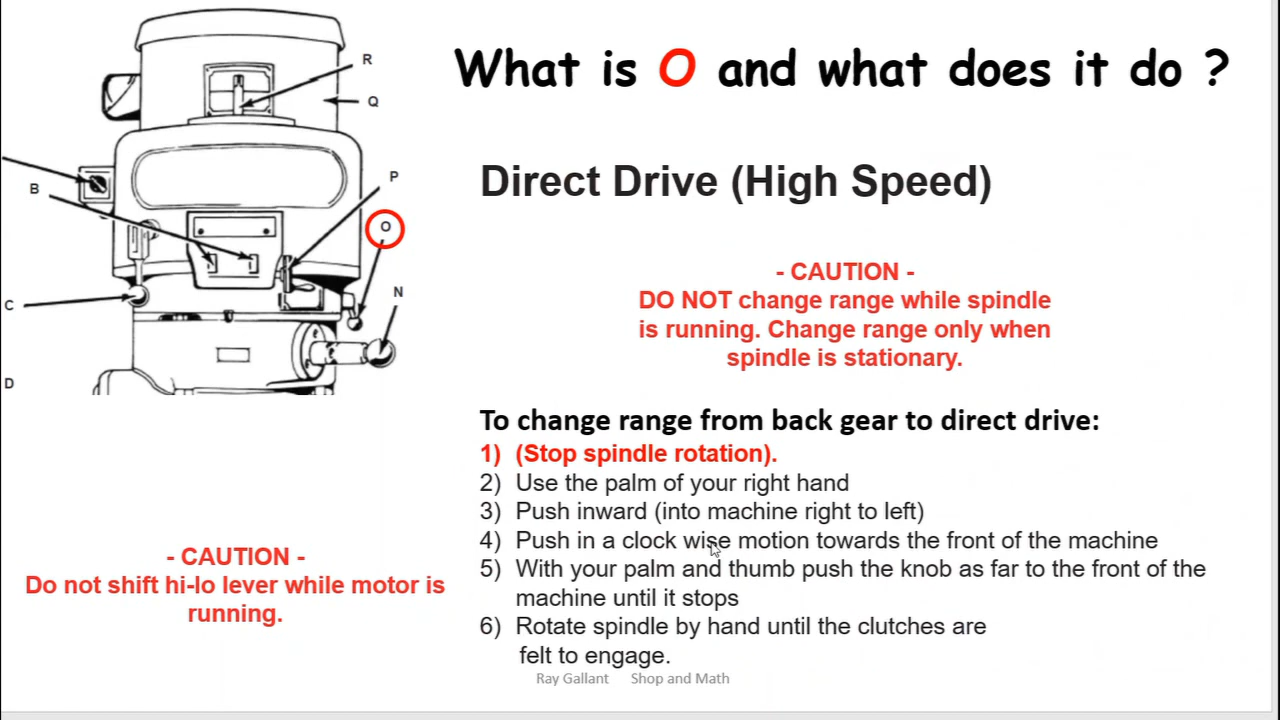 What is O and what does it do ?
R
Q
Direct Drive (High Speed)
P
B
O
- CAUTION -
DO NOT change range while spindle
is running. Change range only when
spindle is stationary.
N
C
D
To change range from back gear to direct drive:
1) (Stop spindle rotation).
2) Use the palm of your right hand
3) Push inward (into machine right to left)
4) Push in a clock wise motion towards the front of the machine
5) With your palm and thumb push the knob as far to the front of the
machine until it stops
6) Rotate spindle by hand until the clutches are
felt to engage.
- CAUTION -
Do not shift hi-lo lever while motor is
running.
Ray Gallant Shop and Math